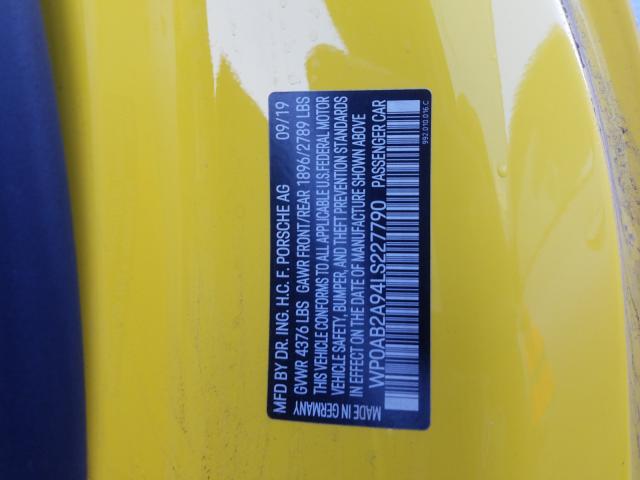 MFD BY DR. ING. H.C. F. PORSCHE AG 09/19
GVWR 4376 LBS GAWR FRONT/REAR 1896/2789 LBS
THIS VEHICLE CONFORMS TO ALL APPLICABLE U.S.FEDERAL MOTOR
VEHICLE SAFETY, BUMPER, AND THEFT PREVENTION STANDARDS
IN EFFECT ON THE DATE OF MANUFACTURE SHOWN ABOVE
WP0AB2A94LS227790 PASSENGER CAR
MADE IN GERMANY
992.010.016.C